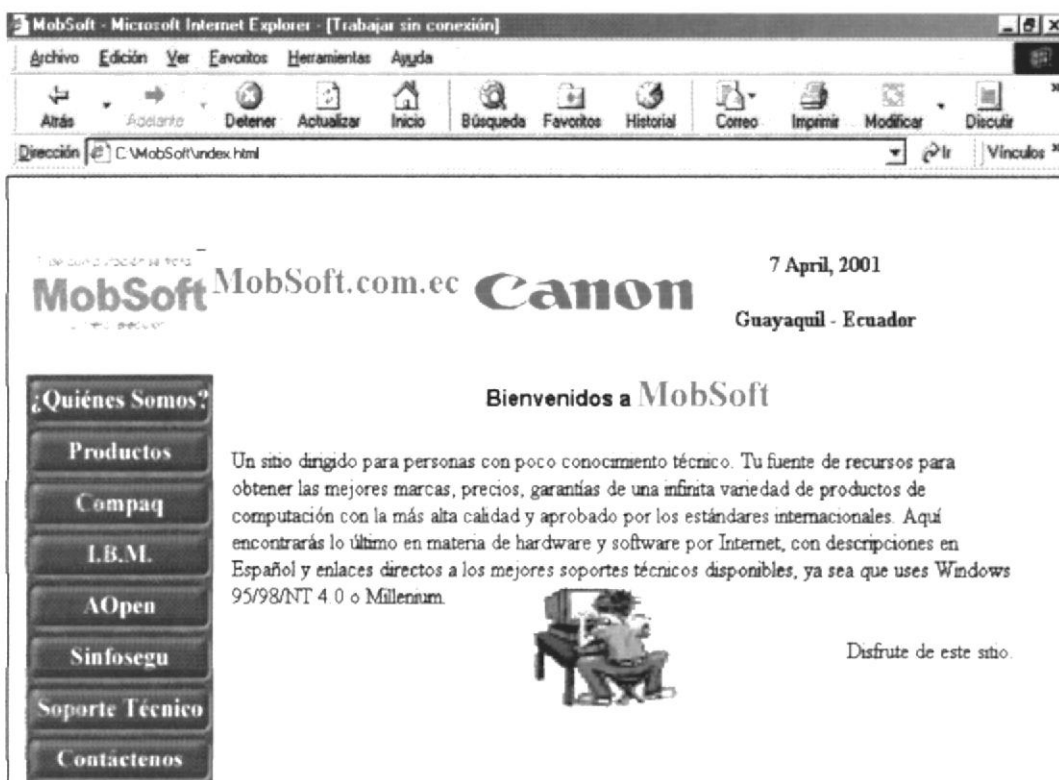 MobSoft - Microsoft Internet Explorer - [Trabajar sin conexión]
Archivo Edición Ver Favoritos Herramientas Ayuda
Atrás Adelante Detener Actualizar Inicio Búsqueda Favoritos Historial Correo Imprimir Modificar Discutir
Dirección C:\MobSoft\index.html Ir Vínculos
MobSoft
MobSoft.com.ec
Canon
7 April, 2001
Guayaquil - Ecuador
¿Quiénes Somos?
Productos
Compaq
I.B.M.
AOpen
Sinfosegu
Soporte Técnico
Contáctenos
Bienvenidos a MobSoft
Un sitio dirigido para personas con poco conocimiento técnico. Tu fuente de recursos para
obtener las mejores marcas, precios, garantías de una infinita variedad de productos de
computación con la más alta calidad y aprobado por los estándares internacionales. Aquí
encontrarás lo último en materia de hardware y software por Internet, con descripciones en
Español y enlaces directos a los mejores soportes técnicos disponibles, ya sea que uses Windows
95/98/NT 4.0 o Millenium.
Disfrute de este sitio.